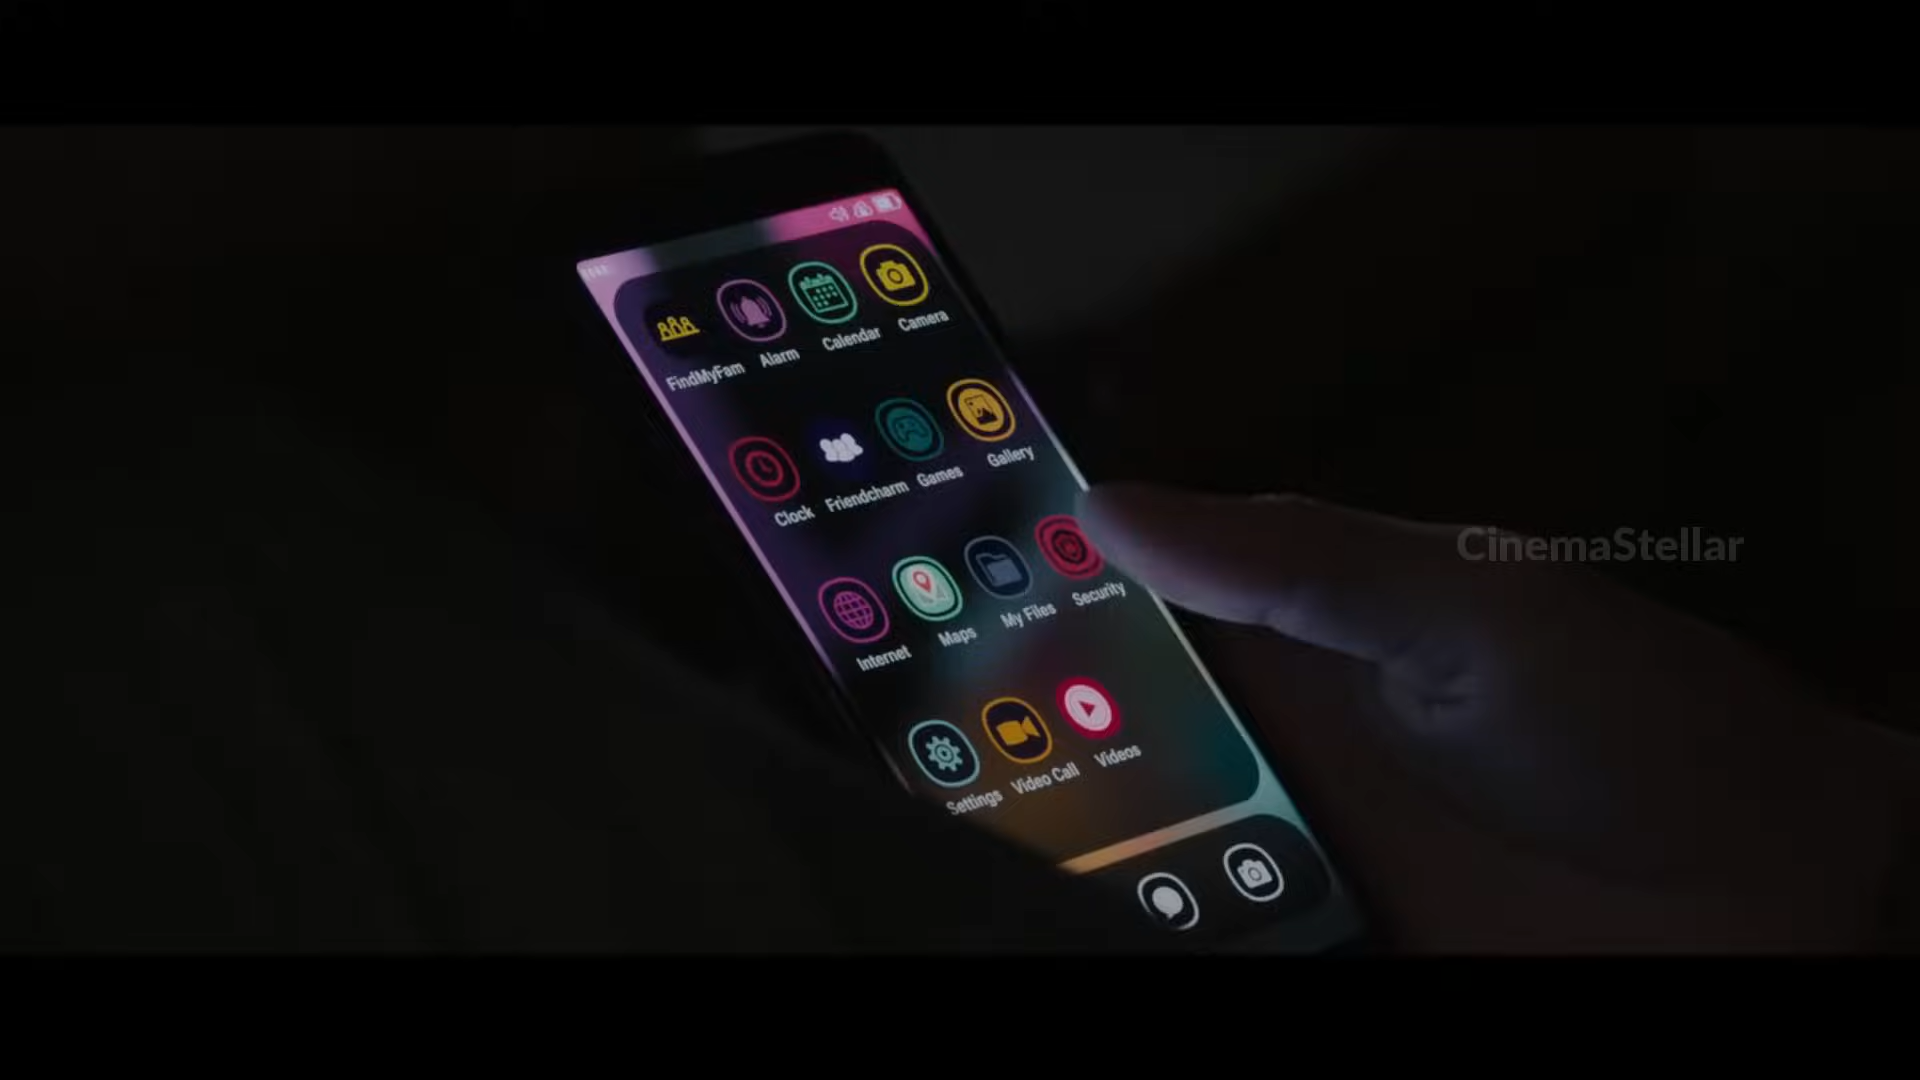 FindMyFam Alarm Calendar Camera
Clock Friendcharm Games Gallery
Internet Maps My Files Security
Settings Video Call Videos
CinemaStellar